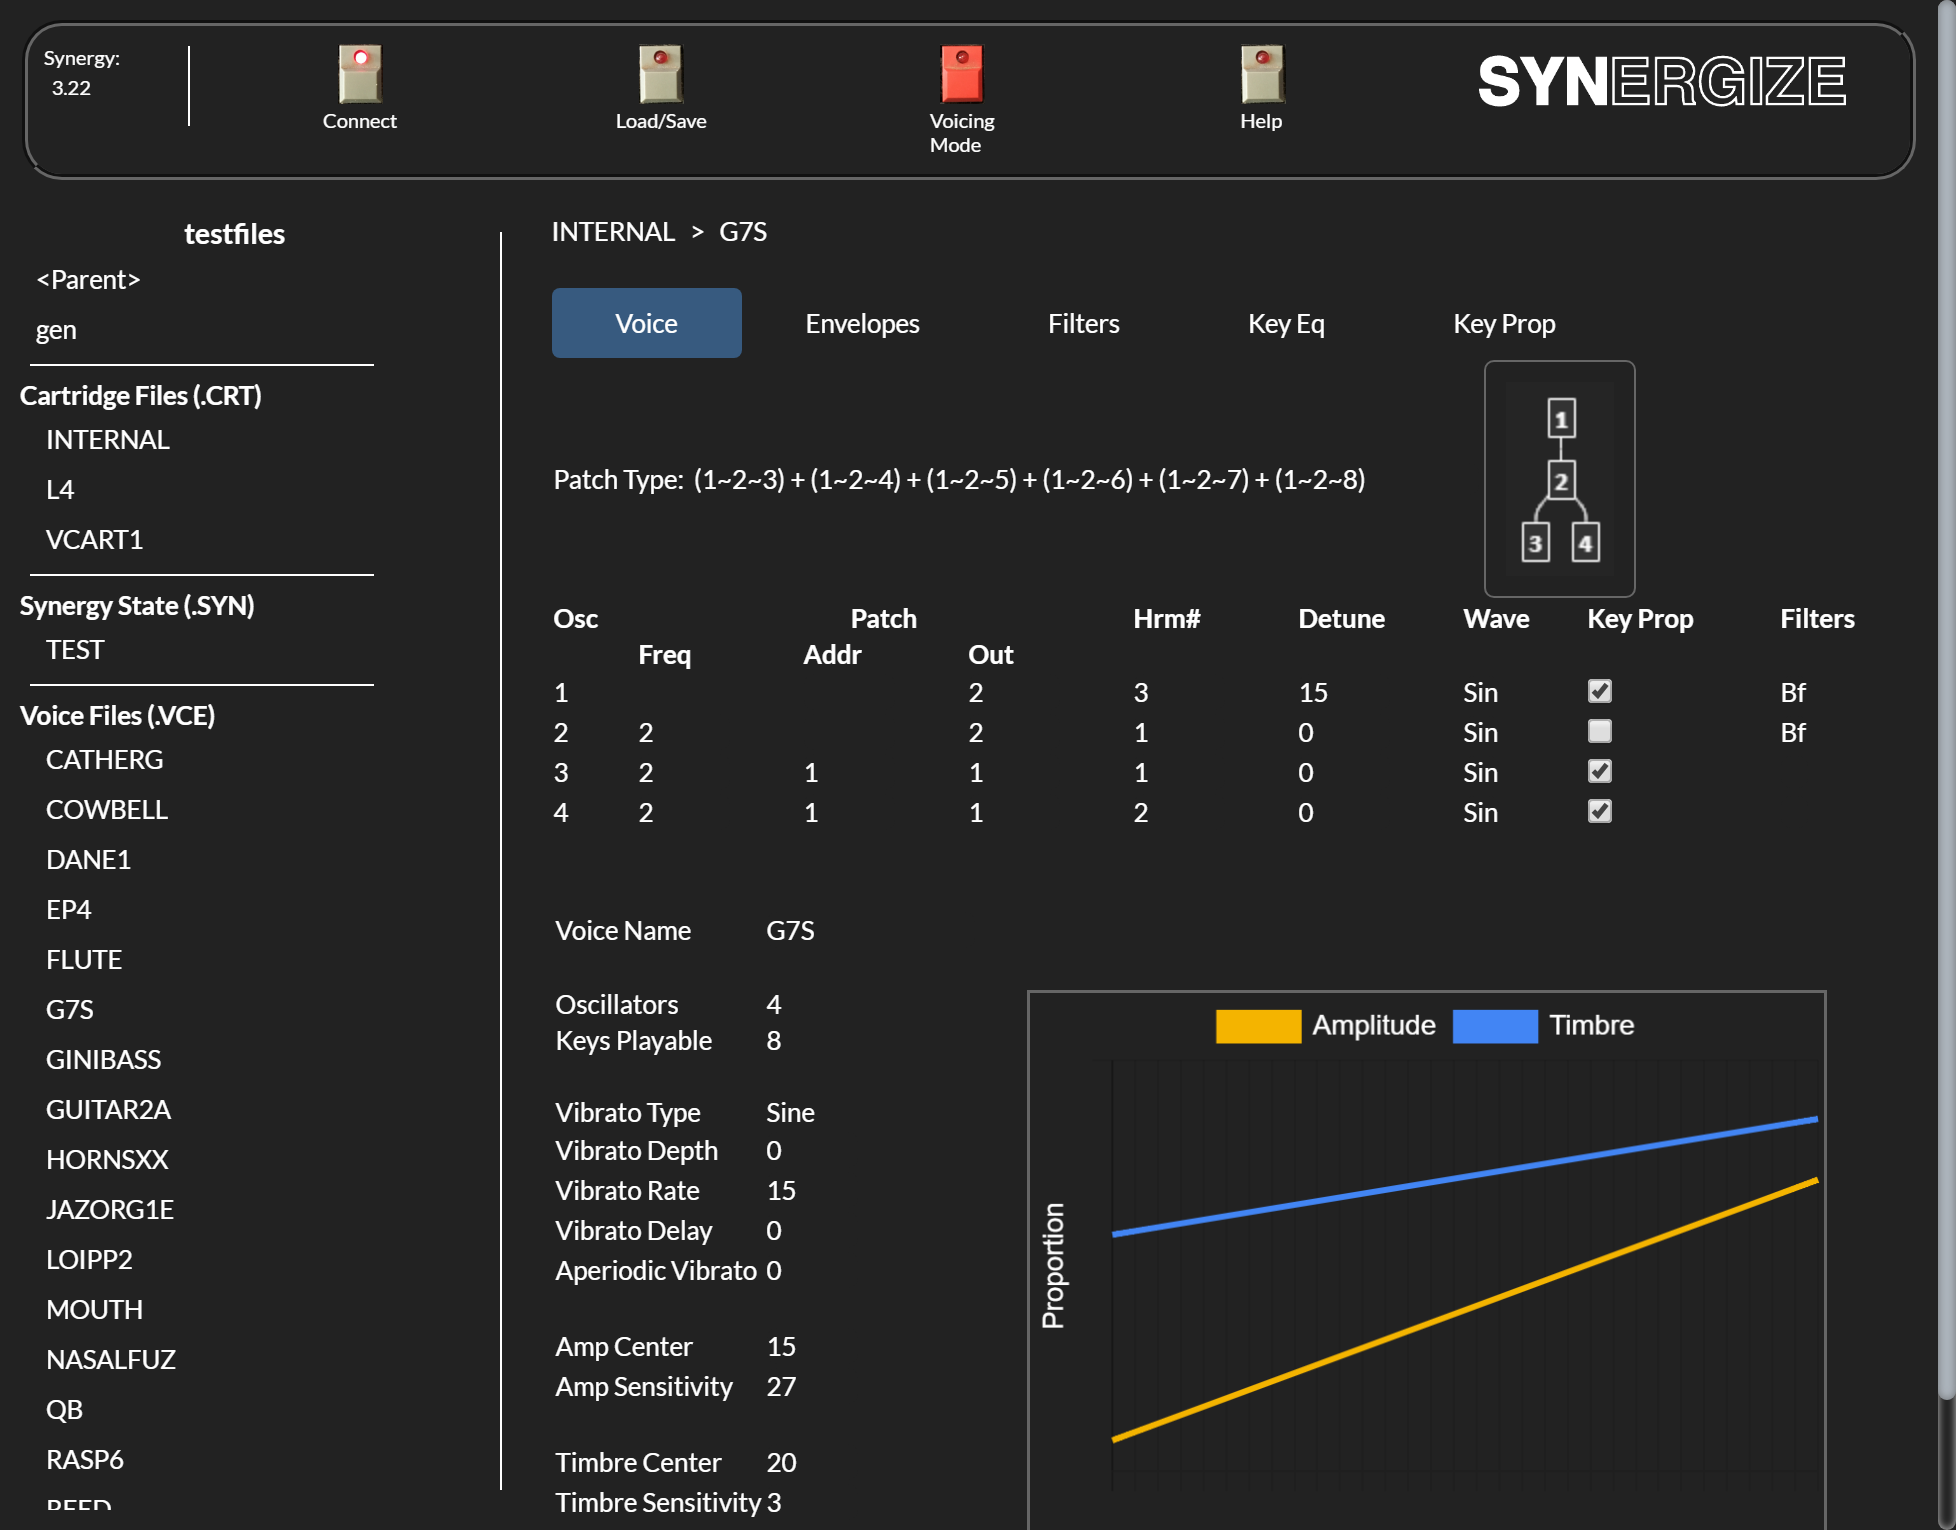 Synergy:
3.22
Connect
Load/Save
Voicing
Mode
Help
SYNERGIZE
testfiles
<Parent>
gen
Cartridge Files (.CRT)
INTERNAL
L4
VCART1
Synergy State (.SYN)
TEST
Voice Files (.VCE)
CATHERG
COWBELL
DANE1
EP4
FLUTE
G7S
GINIBASS
GUITAR2A
HORNSXX
JAZORG1E
LOIPP2
MOUTH
NASALFUZ
QB
RASP6
REED
INTERNAL > G7S
Voice Envelopes Filters Key Eq Key Prop
1
2
3 4
Patch Type: (1~2~3) + (1~2~4) + (1~2~5) + (1~2~6) + (1~2~7) + (1~2~8)
Osc Patch Hrm# Detune Wave Key Prop Filters
Freq Addr Out
1 2 3 15 Sin Bf
2 2 2 1 0 Sin Bf
3 2 1 1 1 0 Sin
4 2 1 1 2 0 Sin
Voice Name G7S
Oscillators 4
Keys Playable 8
Vibrato Type Sine
Vibrato Depth 0
Vibrato Rate 15
Vibrato Delay 0
Aperiodic Vibrato 0
Amp Center 15
Amp Sensitivity 27
Timbre Center 20
Timbre Sensitivity 3
Amplitude Timbre
Proportion